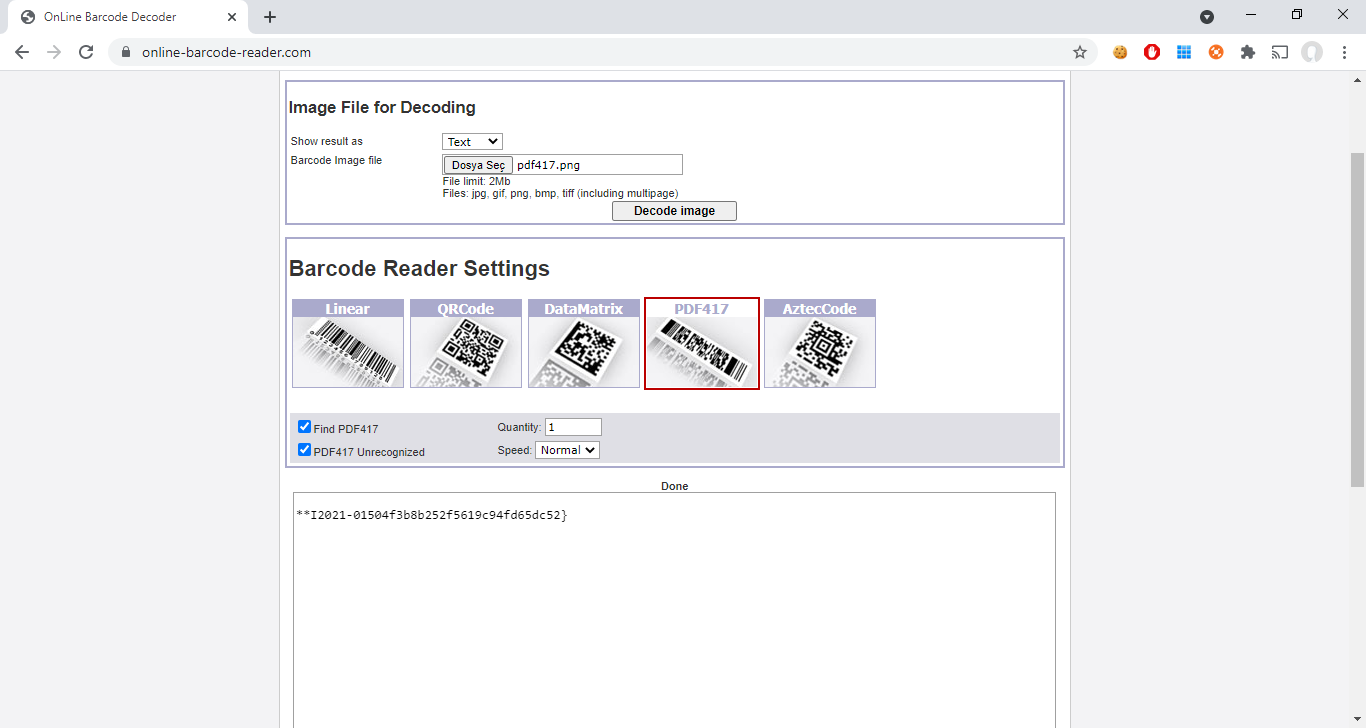 OnLine Barcode Decoder
online-barcode-reader.com
Image File for Decoding
Show result as
Text
Barcode Image file
Dosya Seç pdf417.png
File limit: 2Mb
Files: jpg, gif, png, bmp, tiff (including multipage)
Decode image
Barcode Reader Settings
Linear QRCode DataMatrix PDF417 AztecCode
Find PDF417 Quantity: 1
PDF417 Unrecognized Speed: Normal
Done
**I2021-01504f3b8b252f5619c94fd65dc52}